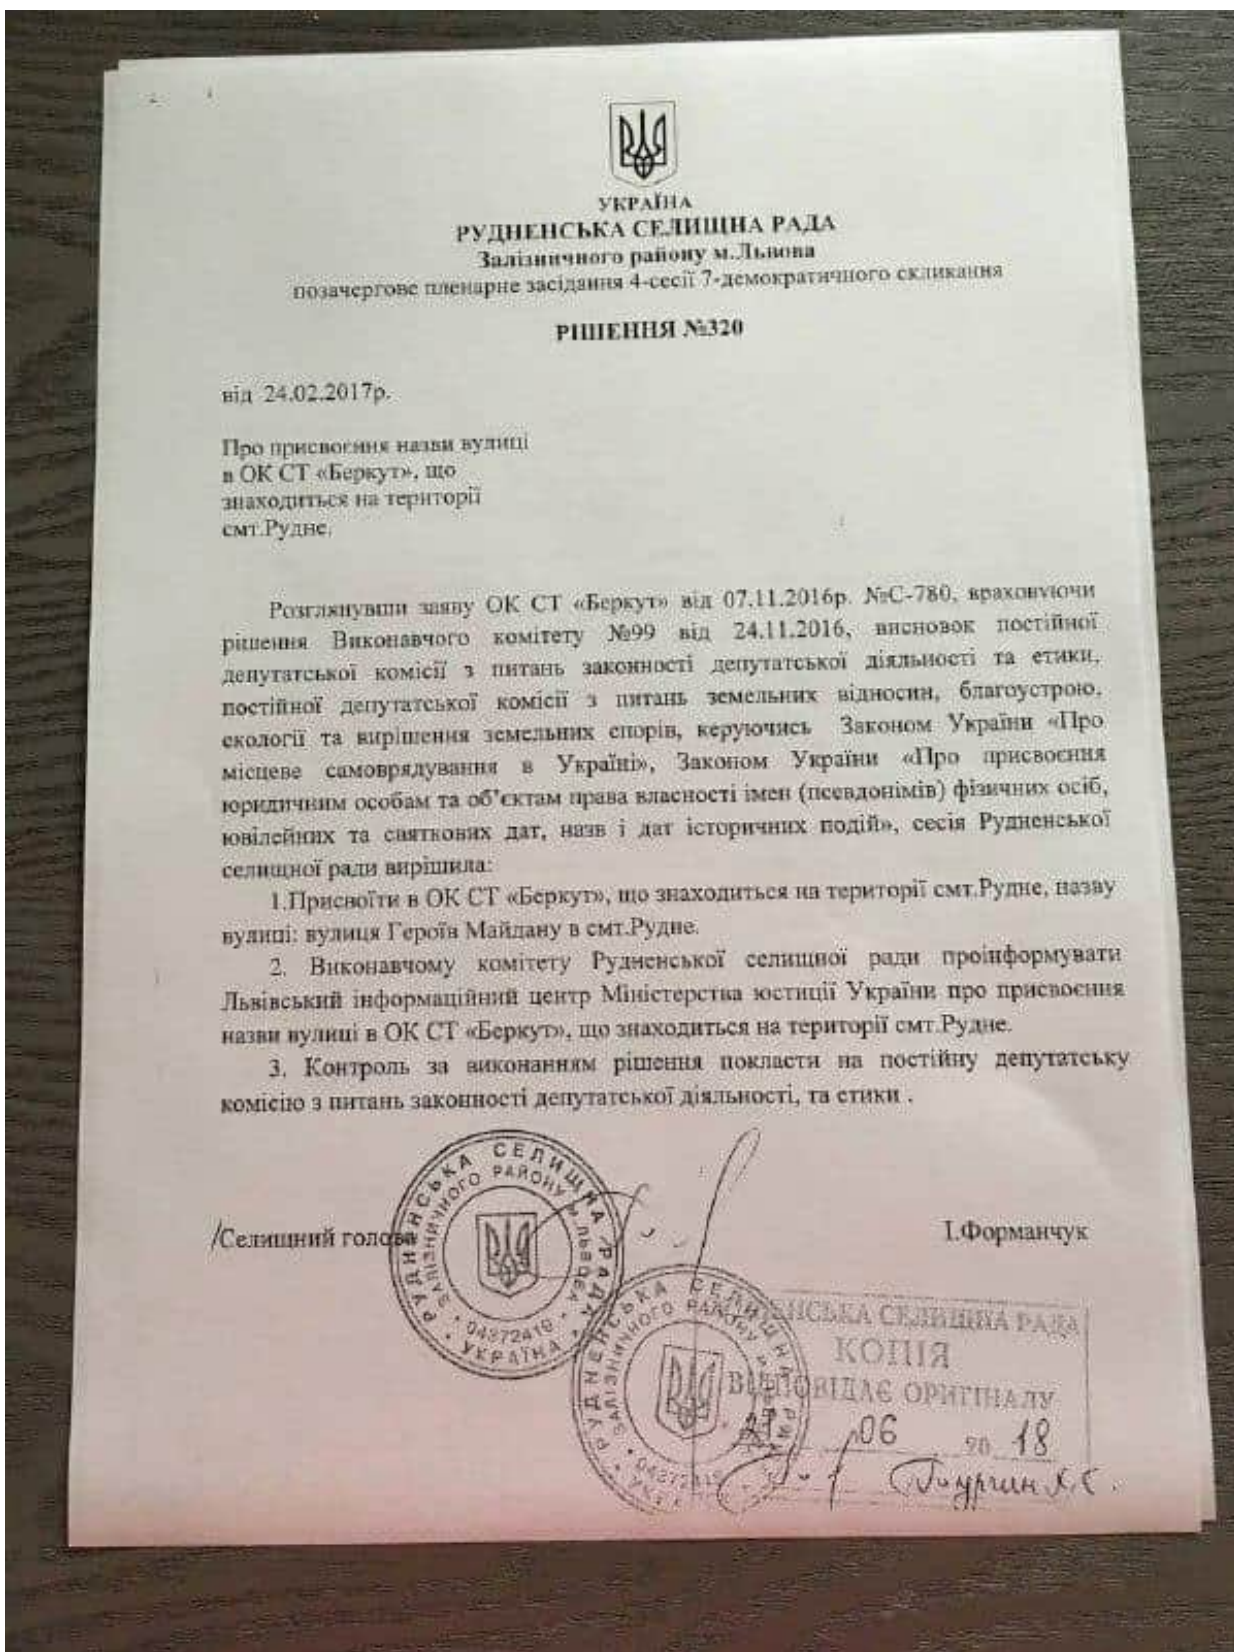 УКРАЇНА
РУДНЕНСЬКА СЕЛИЩНА РАДА
Залізничного району м.Львова
позачергове пленарне засідання 4-сесії 7-демократичного скликання
РІШЕННЯ №320
від 24.02.2017р.
Про присвоєння назви вулиці
в ОК СТ «Беркут», що
знаходиться на території
смт.Рудне.
Розглянувши заяву ОК СТ «Беркут» від 07.11.2016р. №С-780, враховуючи
рішення Виконавчого комітету №99 від 24.11.2016, висновок постійної
депутатської комісії з питань законності депутатської діяльності та етики,
постійної депутатської комісії з питань земельних відносин, благоустрою,
екології та вирішення земельних спорів, керуючись Законом України «Про
місцеве самоврядування в Україні», Законом України «Про присвоєння
юридичним особам та об’єктам права власності імен (псевдонімів) фізичних осіб,
ювілейних та святкових дат, назв і дат історичних подій», сесія Рудненської
селищної ради вирішила:
1.Присвоїти в ОК СТ «Беркут», що знаходиться на території смт.Рудне, назву
вулиці: вулиця Героїв Майдану в смт.Рудне.
2. Виконавчому комітету Рудненської селищної ради проінформувати
Львівський інформаційний центр Міністерства юстиції України про присвоєння
назви вулиці в ОК СТ «Беркут», що знаходиться на території смт.Рудне.
3. Контроль за виконанням рішення покласти на постійну депутатську
комісію з питань законності депутатської діяльності, та етики .
/Селищний голова
І.Форманчук
РУДНЕНСЬКА СЕЛИЩНА РАДА
ЗАЛІЗНИЧНОГО РАЙОНУ м.ЛЬВОВА
04372419
УКРАЇНА
РУДНЕНСЬКА СЕЛИЩНА РАДА
ЗАЛІЗНИЧНОГО РАЙОНУ
РУДНЕНСЬКА СЕЛИЩНА РАДА
КОПІЯ
ВІДПОВІДАЄ ОРИГІНАЛУ
06 20 18